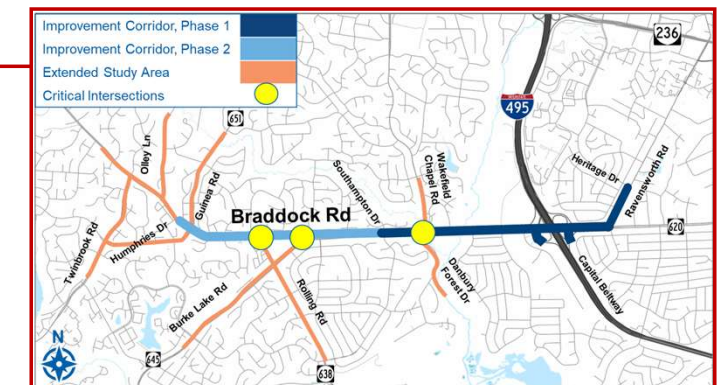 Improvement Corridor, Phase 1
Improvement Corridor, Phase 2
Extended Study Area
Critical Intersections
236
495
651
Olley Ln
Guinea Rd
Southampton Dr
Wakefield
Chapel Rd
Heritage Dr
Ravensworth Rd
Braddock Rd
620
Twinbrook Rd
Humphries Dr
Burke Lake Rd
Rolling Rd
Danbury
Forest Dr
Capital Beltway
N
645
638